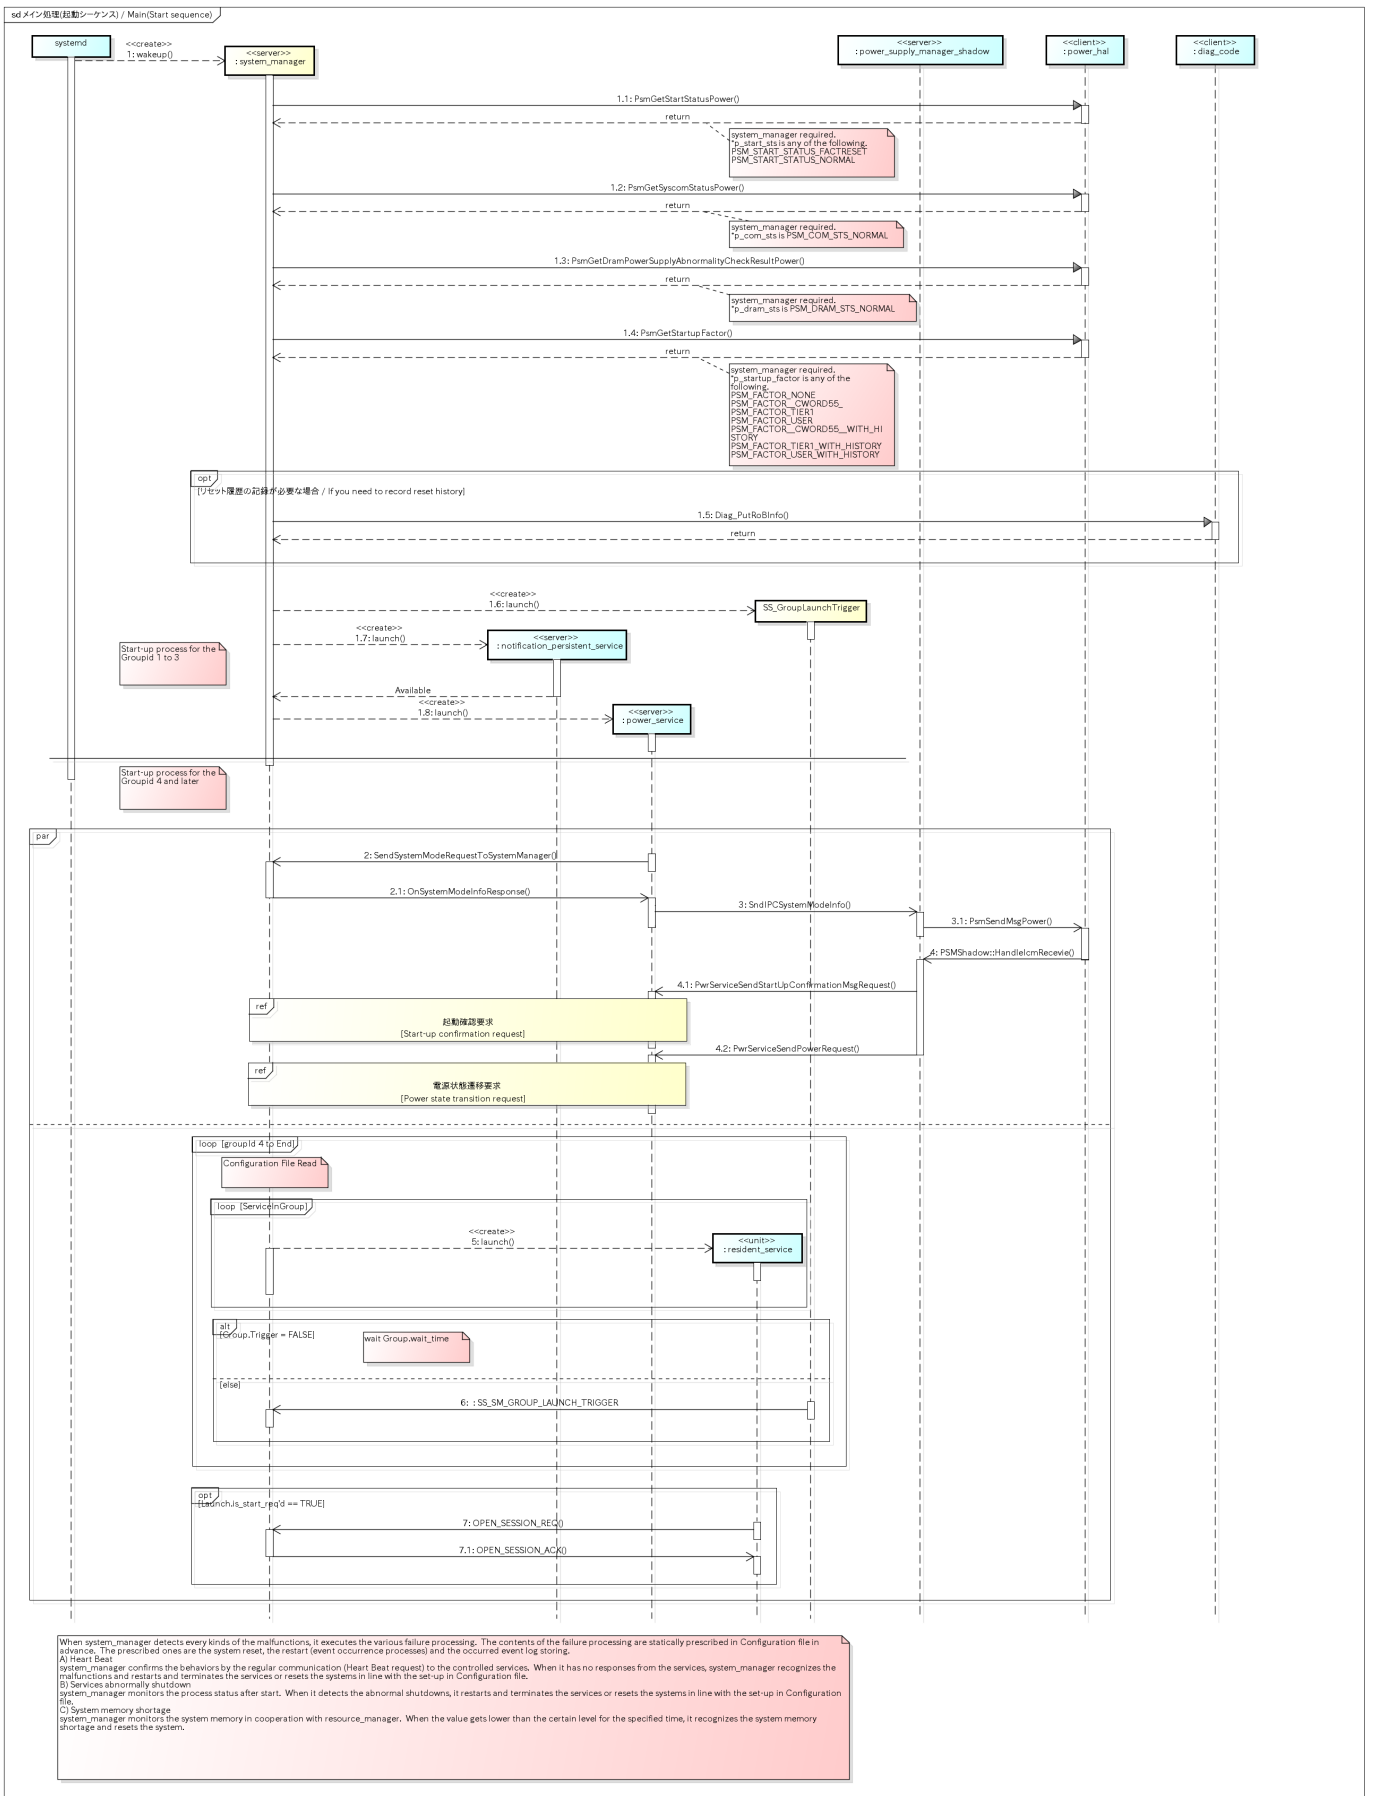 sd メイン処理(起動シーケンス) / Main(Start sequence)
systemd
<<create>>
1: wakeup()
<<server>>
: system_manager
<<server>>
: power_supply_manager_shadow
<<client>>
: power_hal
<<client>>
: diag_code
1.1: PsmGetStartStatusPower()
return
system_manager required.
*p_start_sts is any of the following.
PSM_START_STATUS_FACTRESET
PSM_START_STATUS_NORMAL
1.2: PsmGetSyscomStatusPower()
return
system_manager required.
*p_com_sts is PSM_COM_STS_NORMAL
1.3: PsmGetDramPowerSupplyAbnormalityCheckResultPower()
return
system_manager required.
*p_dram_sts is PSM_DRAM_STS_NORMAL
1.4: PsmGetStartupFactor()
return
system_manager required.
*p_startup_factor is any of the
following.
PSM_FACTOR_NONE
PSM_FACTOR__CWORD55_
PSM_FACTOR_TIER1
PSM_FACTOR_USER
PSM_FACTOR__CWORD55__WITH_HI
STORY
PSM_FACTOR_TIER1_WITH_HISTORY
PSM_FACTOR_USER_WITH_HISTORY
opt
[リセット履歴の記録が必要な場合 / If you need to record reset history]
1.5: Diag_PutRoBInfo()
return
<<create>>
1.6: launch()
SS_GroupLaunchTrigger
<<create>>
1.7: launch()
<<server>>
: notification_persistent_service
Start-up process for the
Groupid 1 to 3
Available
<<create>>
1.8: launch()
<<server>>
: power_service
Start-up process for the
Groupid 4 and later
par
2: SendSystemModeRequestToSystemManager()
2.1: OnSystemModeInfoResponse()
3: SndIPCSystemModeInfo()
3.1: PsmSendMsgPower()
4: PSMShadow::HandleIcmRecevie()
4.1: PwrServiceSendStartUpConfirmationMsgRequest()
ref
起動確認要求
[Start-up confirmation request]
4.2: PwrServiceSendPowerRequest()
ref
電源状態遷移要求
[Power state transition request]
loop [groupId 4 to End]
Configuration File Read
loop [ServiceInGroup]
<<create>>
5: launch()
<<unit>>
: resident_service
alt
[Group.Trigger = FALSE]
wait Group.wait_time
[else]
6: : SS_SM_GROUP_LAUNCH_TRIGGER
opt
[Launch.is_start_req'd == TRUE]
7: OPEN_SESSION_REQ()
7.1: OPEN_SESSION_ACK()
When system_manager detects every kinds of the malfunctions, it executes the various failure processing. The contents of the failure processing are statically prescribed in Configuration file in
advance. The prescribed ones are the system reset, the restart (event occurrence processes) and the occurred event log storing.
A) Heart Beat
system_manager confirms the behaviors by the regular communication (Heart Beat request) to the controlled services. When it has no responses from the services, system_manager recognizes the
malfunctions and restarts and terminates the services or resets the systems in line with the set-up in Configuration file.
B) Services abnormally shutdown
system_manager monitors the process status after start. When it detects the abnormal shutdowns, it restarts and terminates the services or resets the systems in line with the set-up in Configuration
file.
C) System memory shortage
system_manager monitors the system memory in cooperation with resource_manager. When the value gets lower than the certain level for the specified time, it recognizes the system memory
shortage and resets the system.